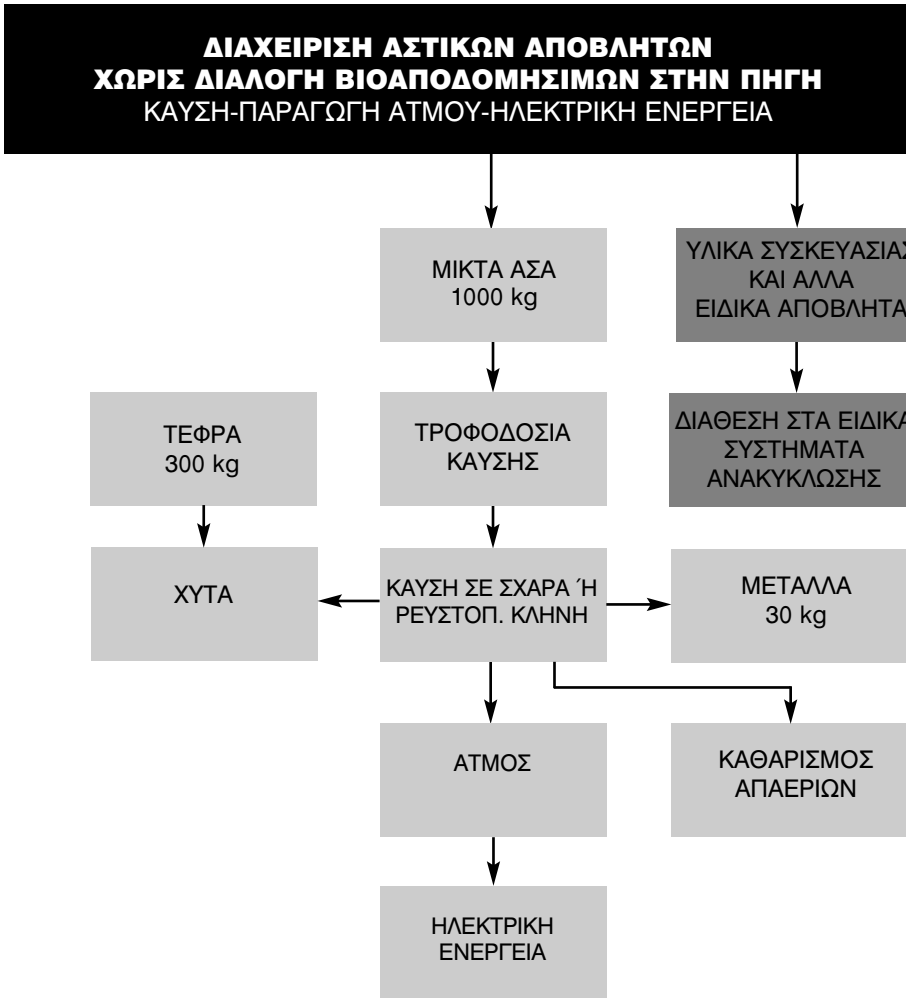 ΔΙΑΧΕΙΡΙΣΗ ΑΣΤΙΚΩΝ ΑΠΟΒΛΗΤΩΝ
ΧΩΡΙΣ ΔΙΑΛΟΓΗ ΒΙΟΑΠΟΔΟΜΗΣΙΜΩΝ ΣΤΗΝ ΠΗΓΗ
ΚΑΥΣΗ-ΠΑΡΑΓΩΓΗ ΑΤΜΟΥ-ΗΛΕΚΤΡΙΚΗ ΕΝΕΡΓΕΙΑ
ΜΙΚΤΑ ΑΣΑ
1000 kg
ΥΛΙΚΑ ΣΥΣΚΕΥΑΣΙΑΣ
ΚΑΙ ΑΛΛΑ
ΕΙΔΙΚΑ ΑΠΟΒΛΗΤΑ
ΤΕΦΡΑ
300 kg
ΤΡΟΦΟΔΟΣΙΑ
ΚΑΥΣΗΣ
ΔΙΑΘΕΣΗ ΣΤΑ ΕΙΔΙΚΑ
ΣΥΣΤΗΜΑΤΑ
ΑΝΑΚΥΚΛΩΣΗΣ
ΧΥΤΑ
ΚΑΥΣΗ ΣΕ ΣΧΑΡΑ ΄Η
ΡΕΥΣΤΟΠ. ΚΛΗΝΗ
ΜΕΤΑΛΛΑ
30 kg
ΑΤΜΟΣ
ΚΑΘΑΡΙΣΜΟΣ
ΑΠΑΕΡΙΩΝ
ΗΛΕΚΤΡΙΚΗ
ΕΝΕΡΓΕΙΑ